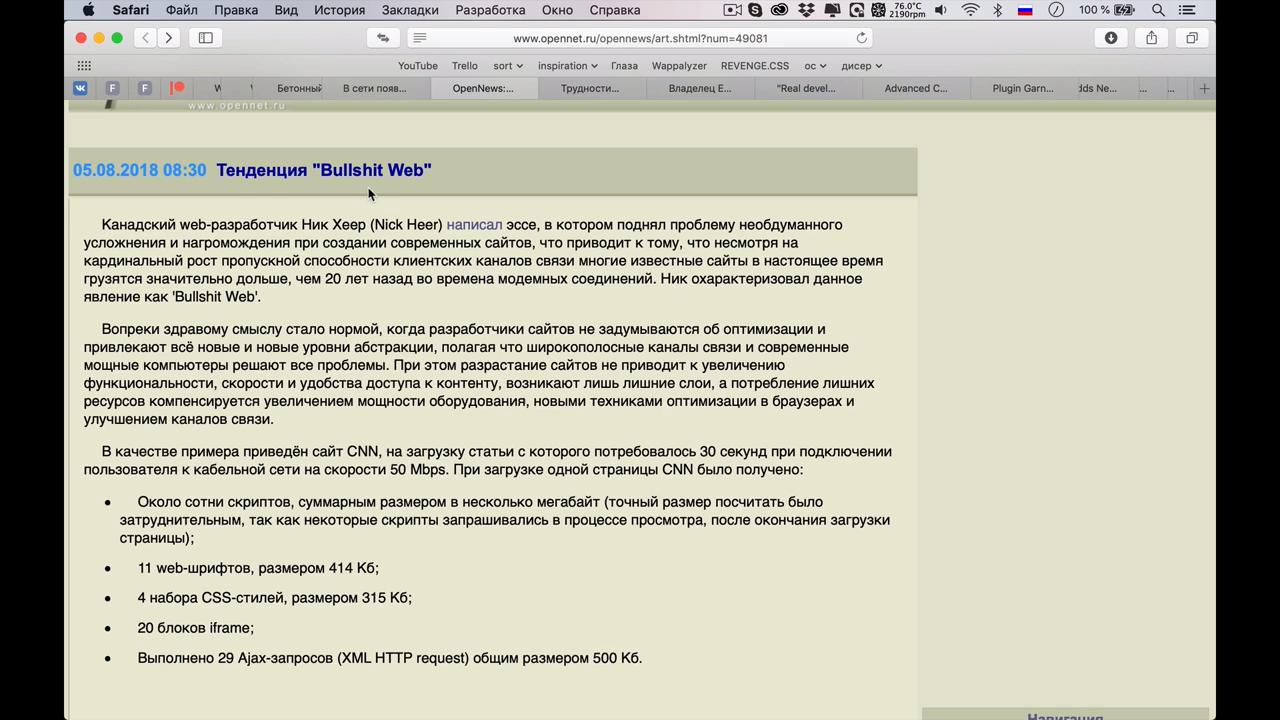 Safari Файл Правка Вид История Закладки Разработка Окно Справка 76.0°C 2190rpm 100 %
www.opennet.ru/opennews/art.shtml?num=49081
YouTube Trello sort inspiration Глаза Wappalyzer REVENGE.CSS ос дисер
Бетонный В сети появ... OpenNews:... Трудности... Владелец Е... "Real devel... Advanced C... Plugin Garn... dds Ne... ... ...
www.opennet.ru
05.08.2018 08:30 Тенденция "Bullshit Web"
Канадский web-разработчик Ник Хеер (Nick Heer) написал эссе, в котором поднял проблему необдуманного
усложнения и нагромождения при создании современных сайтов, что приводит к тому, что несмотря на
кардинальный рост пропускной способности клиентских каналов связи многие известные сайты в настоящее время
грузятся значительно дольше, чем 20 лет назад во времена модемных соединений. Ник охарактеризовал данное
явление как 'Bullshit Web'.
Вопреки здравому смыслу стало нормой, когда разработчики сайтов не задумываются об оптимизации и
привлекают всё новые и новые уровни абстракции, полагая что широкополосные каналы связи и современные
мощные компьютеры решают все проблемы. При этом разрастание сайтов не приводит к увеличению
функциональности, скорости и удобства доступа к контенту, возникают лишь лишние слои, а потребление лишних
ресурсов компенсируется увеличением мощности оборудования, новыми техниками оптимизации в браузерах и
улучшением каналов связи.
В качестве примера приведён сайт CNN, на загрузку статьи с которого потребовалось 30 секунд при подключении
пользователя к кабельной сети на скорости 50 Mbps. При загрузке одной страницы CNN было получено:
• Около сотни скриптов, суммарным размером в несколько мегабайт (точный размер посчитать было
затруднительным, так как некоторые скрипты запрашивались в процессе просмотра, после окончания загрузки
страницы);
• 11 web-шрифтов, размером 414 Кб;
• 4 набора CSS-стилей, размером 315 Кб;
• 20 блоков iframe;
• Выполнено 29 Ajax-запросов (XML HTTP request) общим размером 500 Кб.
Навигация